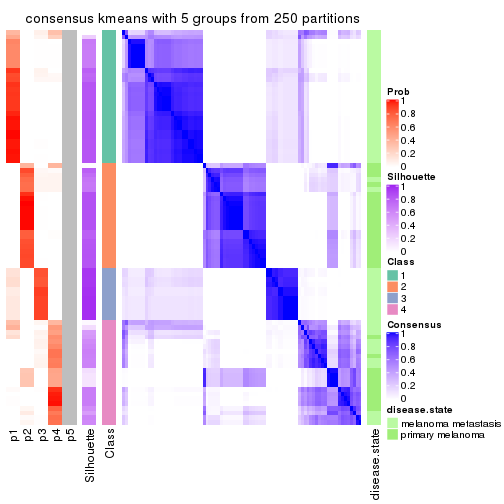 consensus kmeans with 5 groups from 250 partitions
Prob
1
0.8
0.6
0.4
0.2
0
Silhouette
1
0.8
0.6
0.4
0.2
0
Class
1
2
3
4
Consensus
1
0.8
0.6
0.4
0.2
0
disease.state
melanoma metastasis
primary melanoma
p1
p2
p3
p4
p5
Silhouette
Class
disease.state